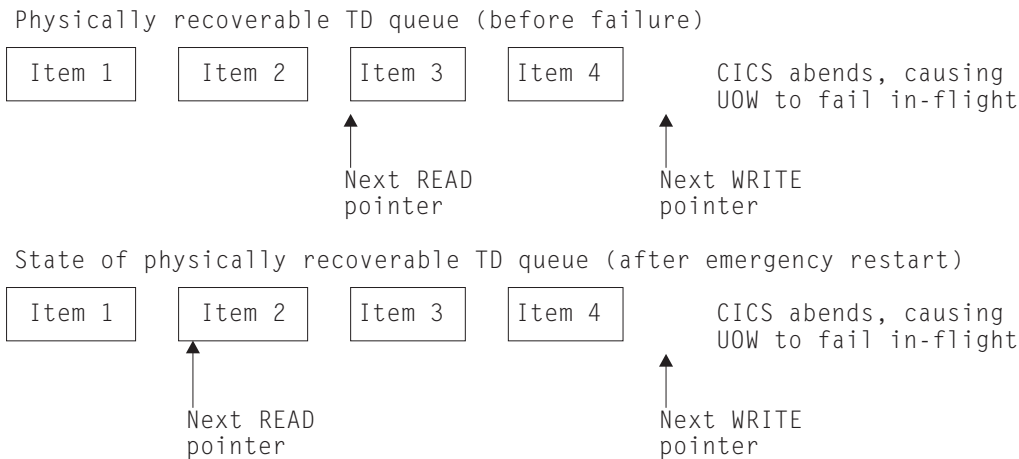 Physically recoverable TD queue (before failure)
Item 1 Item 2 Item 3 Item 4 CICS abends, causing
UOW to fail in-flight
Next READ Next WRITE
pointer pointer
State of physically recoverable TD queue (after emergency restart)
Item 1 Item 2 Item 3 Item 4 CICS abends, causing
UOW to fail in-flight
Next READ Next WRITE
pointer pointer